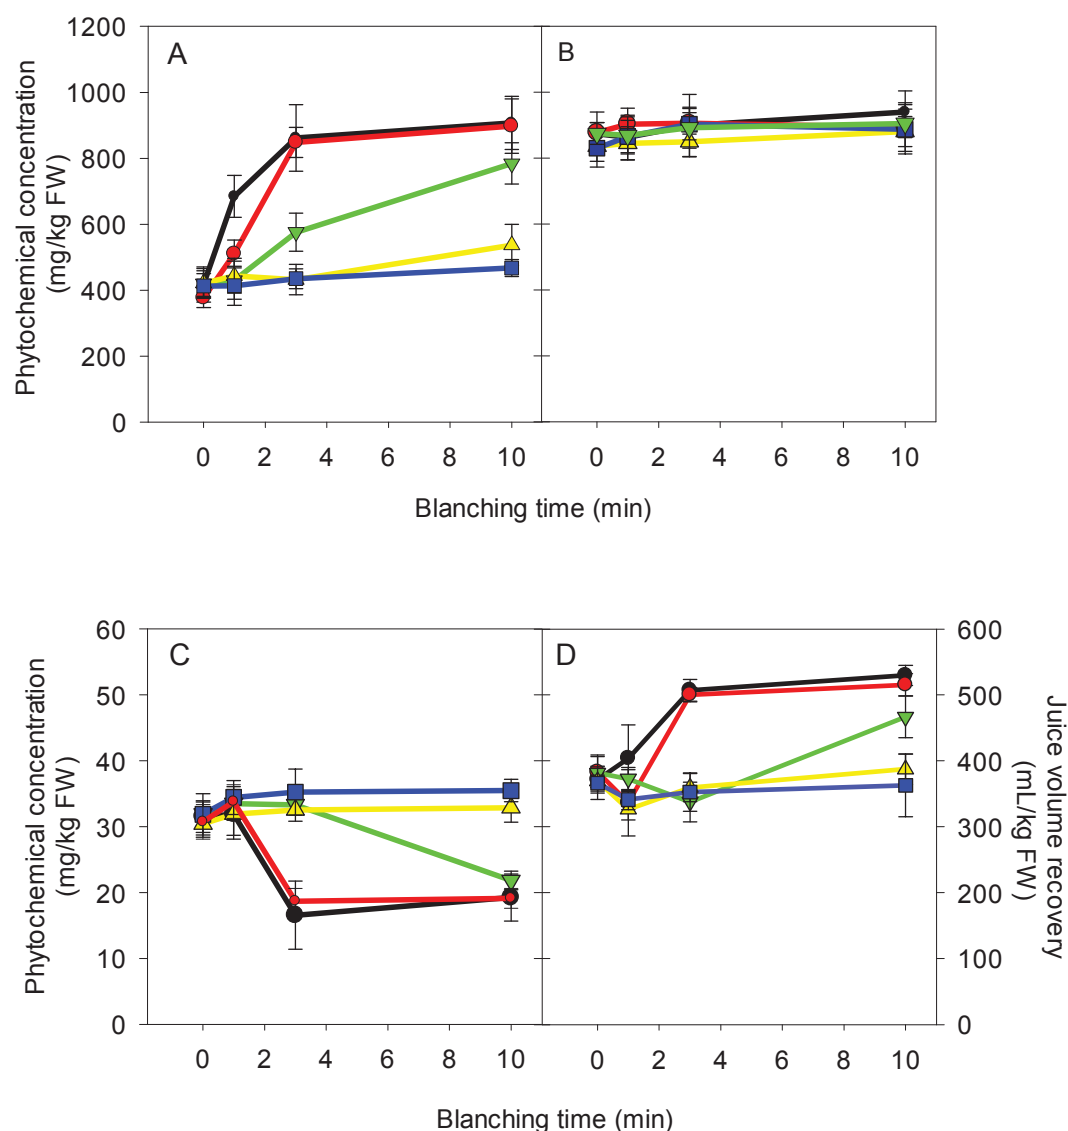 A
B
Phytochemical concentration
(mg/kg FW)
1200
1000
800
600
400
200
0
0 2 4 6 8 10
0 2 4 6 8 10
Blanching time (min)
C
D
Phytochemical concentration
(mg/kg FW)
60
50
40
30
20
10
0
600
500
400
300
200
100
0
Juice volume recovery
(mL/kg FW)
0 2 4 6 8 10
0 2 4 6 8 10
Blanching time (min)